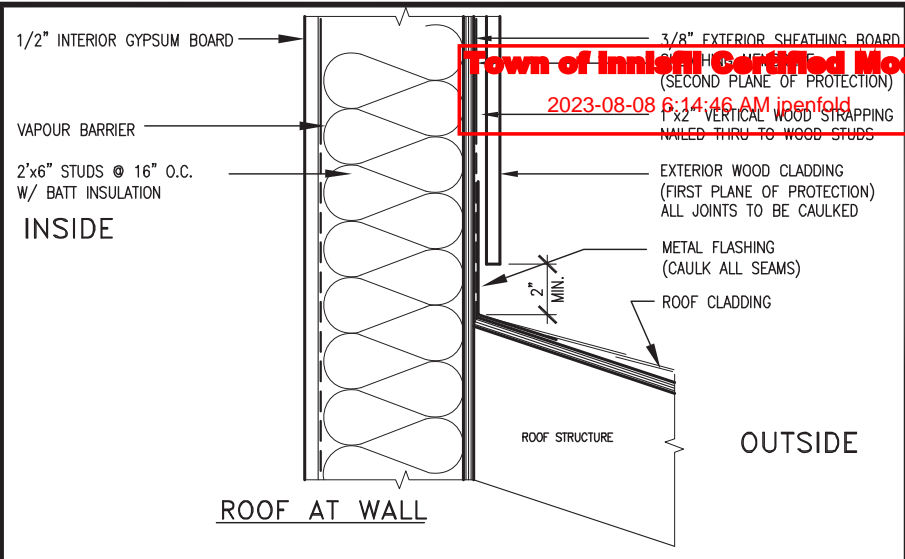 1/2" INTERIOR GYPSUM BOARD
VAPOUR BARRIER
2'x6" STUDS @ 16" O.C.
W/ BATT INSULATION
INSIDE
3/8" EXTERIOR SHEATHING BOARD
(SECOND PLANE OF PROTECTION)
1"x2" VERTICAL WOOD STRAPPING
NAILED THRU TO WOOD STUDS
Town of Innisfil Certified
2023-08-08 6:14:46 AM jpenfold
EXTERIOR WOOD CLADDING
(FIRST PLANE OF PROTECTION)
ALL JOINTS TO BE CAULKED
METAL FLASHING
(CAULK ALL SEAMS)
2"
MIN.
ROOF CLADDING
ROOF STRUCTURE
OUTSIDE
ROOF AT WALL